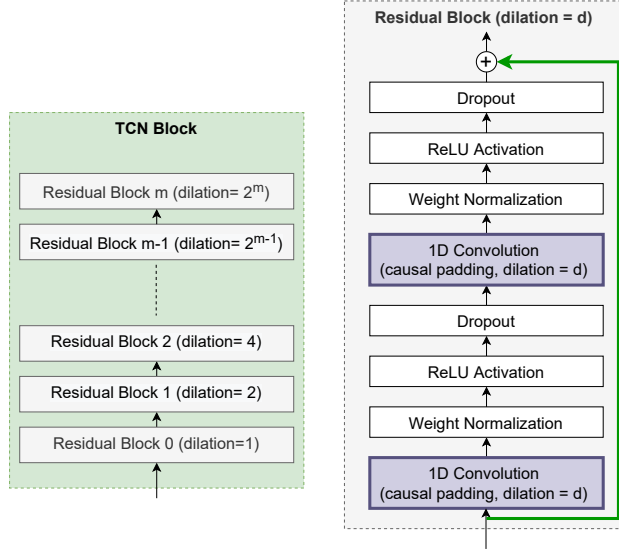 TCN Block
Residual Block m (dilation= 2^m)
Residual Block m-1 (dilation= 2^m-1)
Residual Block 2 (dilation= 4)
Residual Block 1 (dilation= 2)
Residual Block 0 (dilation=1)
Residual Block (dilation = d)
+
Dropout
ReLU Activation
Weight Normalization
1D Convolution
(causal padding, dilation = d)
Dropout
ReLU Activation
Weight Normalization
1D Convolution
(causal padding, dilation = d)